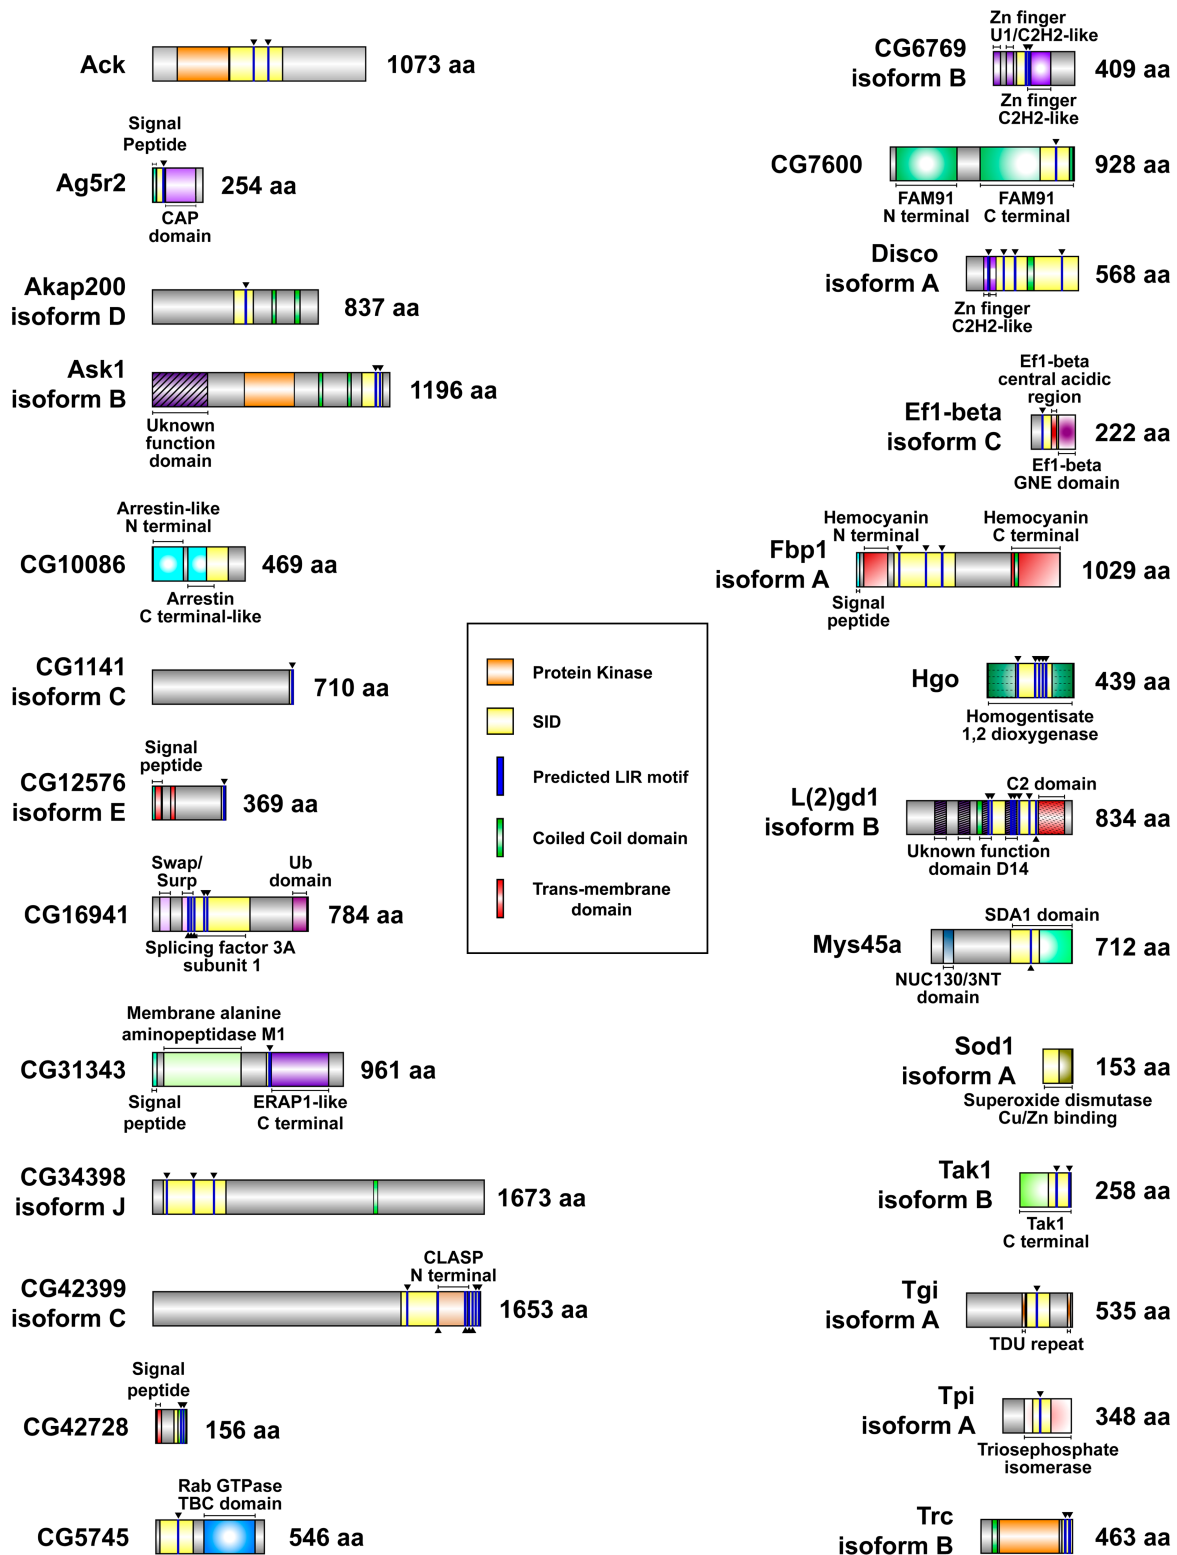 Ack
1073 aa
Signal
Peptide
Ag5r2
254 aa
CAP
domain
Akap200
isoform D
837 aa
Ask1
isoform B
1196 aa
Uknown
function
domain
Arrestin-like
N terminal
CG10086
469 aa
Arrestin
C terminal-like
CG1141
isoform C
710 aa
Signal
peptide
CG12576
isoform E
369 aa
Swap/
Surp
Ub
domain
CG16941
784 aa
Splicing factor 3A
subunit 1
Membrane alanine
aminopeptidase M1
CG31343
961 aa
Signal
peptide
ERAP1-like
C terminal
CG34398
isoform J
1673 aa
CLASP
N terminal
CG42399
isoform C
1653 aa
Signal
peptide
CG42728
156 aa
Rab GTPase
TBC domain
CG5745
546 aa
Protein Kinase
SID
Predicted LIR motif
Coiled Coil domain
Trans-membrane
domain
Zn finger
U1/C2H2-like
CG6769
isoform B
409 aa
Zn finger
C2H2-like
CG7600
928 aa
FAM91
N terminal
FAM91
C terminal
Disco
isoform A
568 aa
Zn finger
C2H2-like
Ef1-beta
central acidic
region
Ef1-beta
isoform C
222 aa
Ef1-beta
GNE domain
Hemocyanin
N terminal
Hemocyanin
C terminal
Fbp1
isoform A
1029 aa
Signal
peptide
Hgo
439 aa
Homogentisate
1,2 dioxygenase
C2 domain
L(2)gd1
isoform B
834 aa
Uknown function
domain D14
SDA1 domain
Mys45a
712 aa
NUC130/3NT
domain
Sod1
isoform A
153 aa
Superoxide dismutase
Cu/Zn binding
Tak1
isoform B
258 aa
Tak1
C terminal
Tgi
isoform A
535 aa
TDU repeat
Tpi
isoform A
348 aa
Triosephosphate
isomerase
Trc
isoform B
463 aa